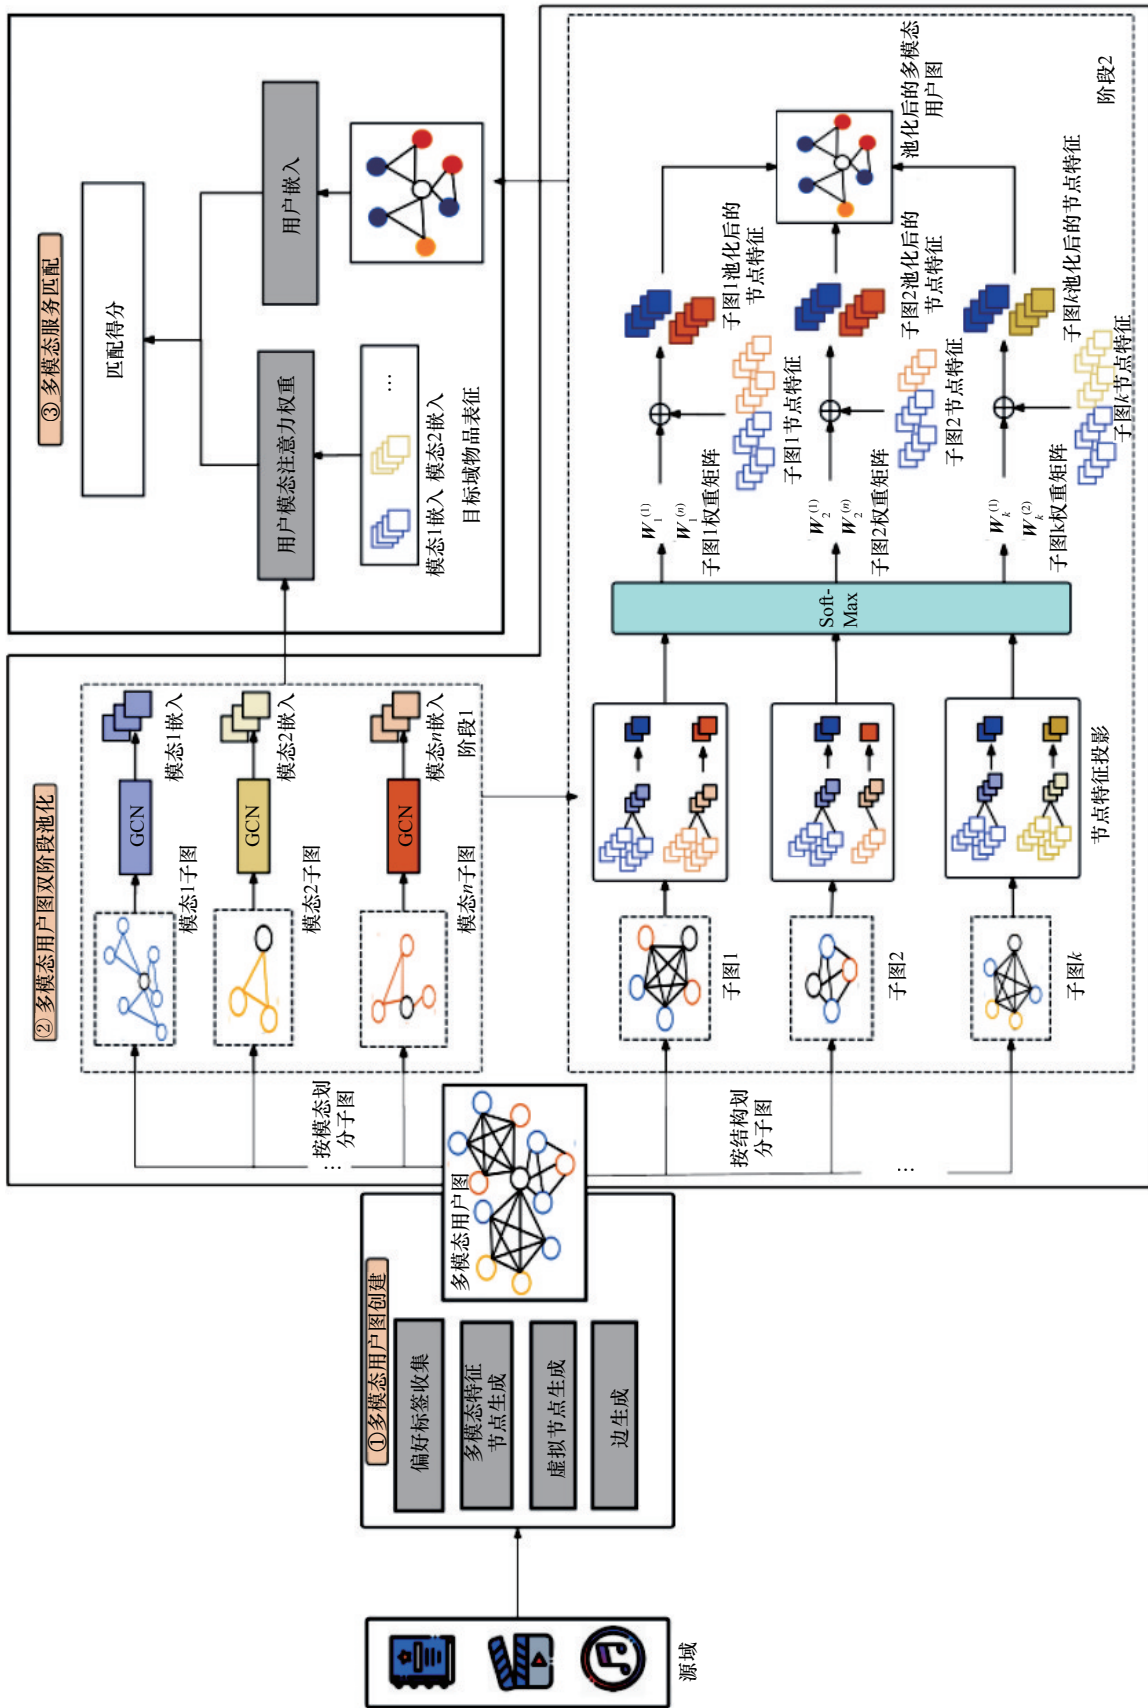 源域
①多模态用户图创建
偏好标签收集
多模态特征
节点生成
虚拟节点生成
边生成
多模态用户图
② 多模态用户图双阶段池化
按模态划
分子图
…
模态1子图
GCN
模态1嵌入
模态2子图
GCN
模态2嵌入
模态n子图
GCN
模态n嵌入
阶段1
按结构划
分子图
…
子图1
子图2
子图k
节点特征投影
Soft-
Max
W₁⁽¹⁾
W₁⁽ⁿ⁾
子图1权重矩阵
子图1节点特征
子图1池化后的
节点特征
W₂⁽¹⁾
W₂⁽ⁿ⁾
子图2权重矩阵
子图2节点特征
子图2池化后的
节点特征
Wₖ⁽¹⁾
Wₖ⁽²⁾
子图k权重矩阵
子图k节点特征
子图k池化后的节点特征
池化后的多模态
用户图
阶段2
③ 多模态服务匹配
匹配得分
用户模态注意力权重
用户嵌入
…
模态1嵌入 模态2嵌入
目标域物品表征